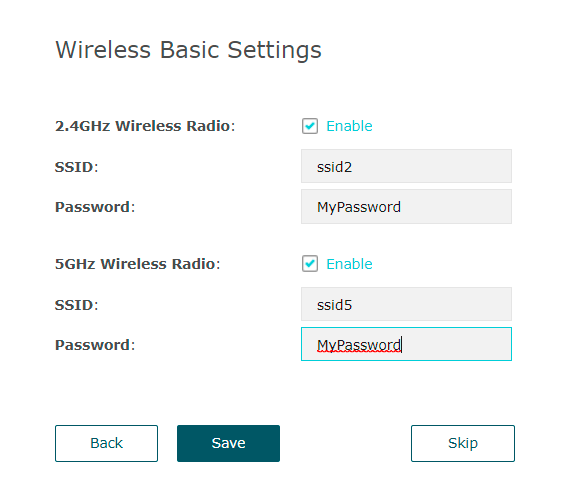 Wireless Basic Settings
2.4GHz Wireless Radio: Enable
SSID: ssid2
Password: MyPassword
5GHz Wireless Radio: Enable
SSID: ssid5
Password: MyPassword
Back Save Skip